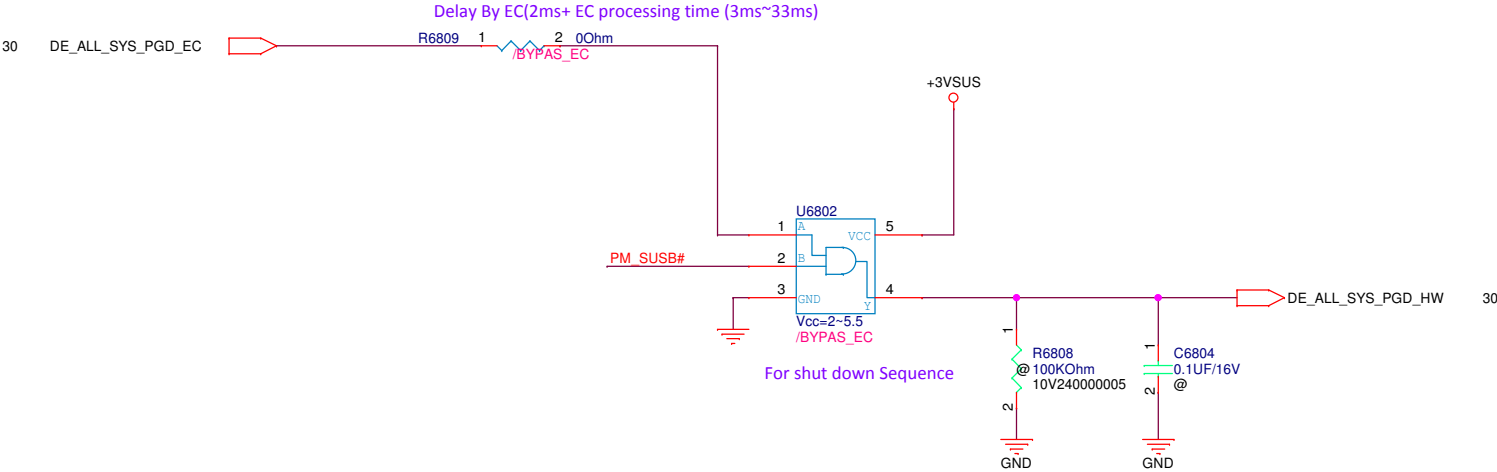 Delay By EC(2ms+ EC processing time (3ms~33ms)
30 DE_ALL_SYS_PGD_EC
R6809 1 2 0Ohm
/BYPAS_EC
+3VSUS
U6802
1 A
VCC 5
PM_SUSB# 2 B
3 GND
Y 4
DE_ALL_SYS_PGD_HW 30
Vcc=2~5.5
/BYPAS_EC
For shut down Sequence
1
R6808
@ 100KOhm
10V240000005
2
GND
1
C6804
0.1UF/16V
@
2
GND